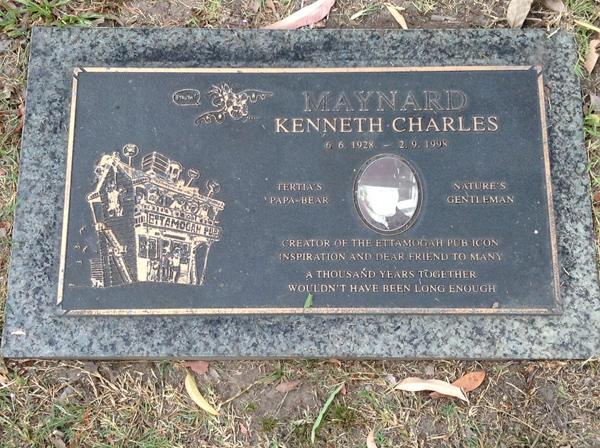 MAYNARD
KENNETH CHARLES
6. 6. 1928 – 2. 9. 1998
TERTIA'S
'PAPA-BEAR
NATURE'S
GENTLEMAN
CREATOR OF THE ETTAMOGAH PUB ICON
INSPIRATION AND DEAR FRIEND TO MANY
A THOUSAND YEARS TOGETHER
WOULDN'T HAVE BEEN LONG ENOUGH
ETTAMOGAH PUB